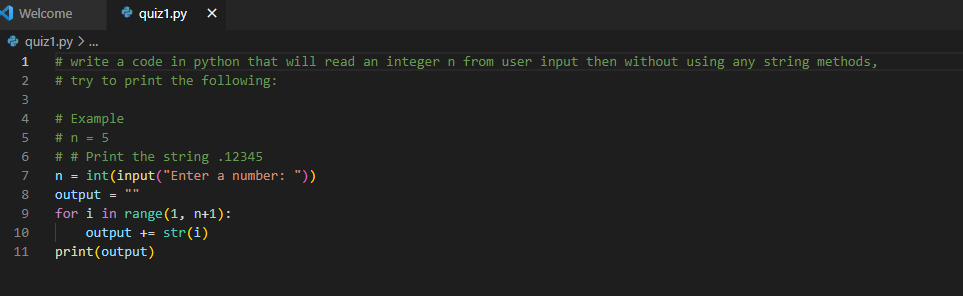 Welcome
quiz1.py
quiz1.py > ...
1 # write a code in python that will read an integer n from user input then without using any string methods,
2 # try to print the following:
3
4 # Example
5 # n = 5
6 # # Print the string .12345
7 n = int(input("Enter a number: "))
8 output = ""
9 for i in range(1, n+1):
10     output += str(i)
11 print(output)